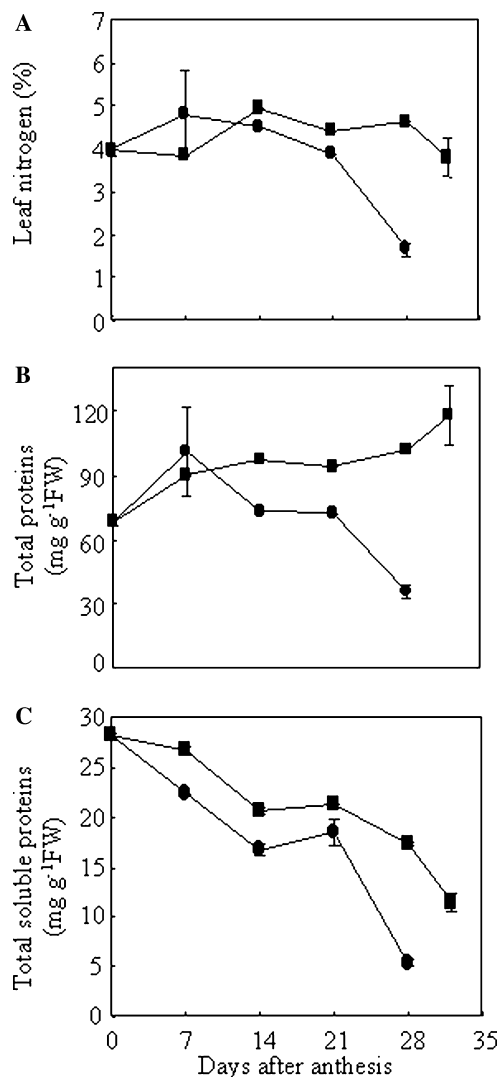 A
Leaf nitrogen (%)
7
6
5
4
3
2
1
0
B
Total proteins
(mg g-1FW)
120
90
60
30
0
C
Total soluble proteins
(mg g-1FW)
30
25
20
15
10
5
0
0 7 14 21 28 35
Days after anthesis